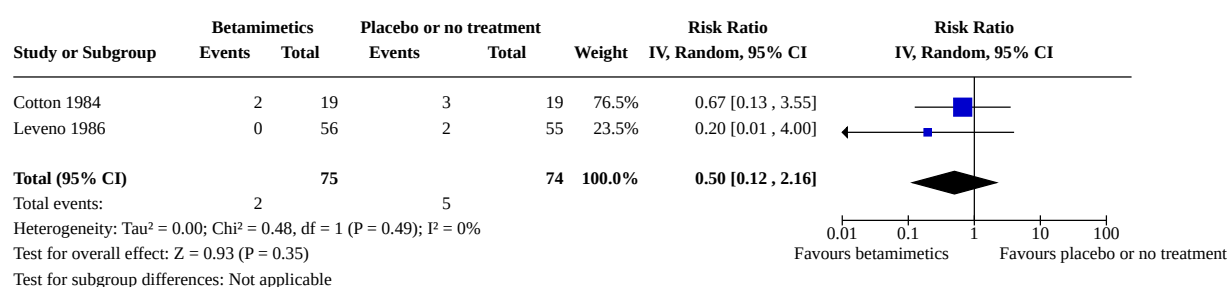 Betamimetics Placebo or no treatment Risk Ratio Risk Ratio
Study or Subgroup Events Total Events Total Weight IV, Random, 95% CI IV, Random, 95% CI
Cotton 1984 2 19 3 19 76.5% 0.67 [0.13 , 3.55]
Leveno 1986 0 56 2 55 23.5% 0.20 [0.01 , 4.00]
Total (95% CI) 75 74 100.0% 0.50 [0.12 , 2.16]
Total events: 2 5
Heterogeneity: Tau² = 0.00; Chi² = 0.48, df = 1 (P = 0.49); I² = 0%
Test for overall effect: Z = 0.93 (P = 0.35)
Test for subgroup differences: Not applicable
0.01 0.1 1 10 100
Favours betamimetics Favours placebo or no treatment